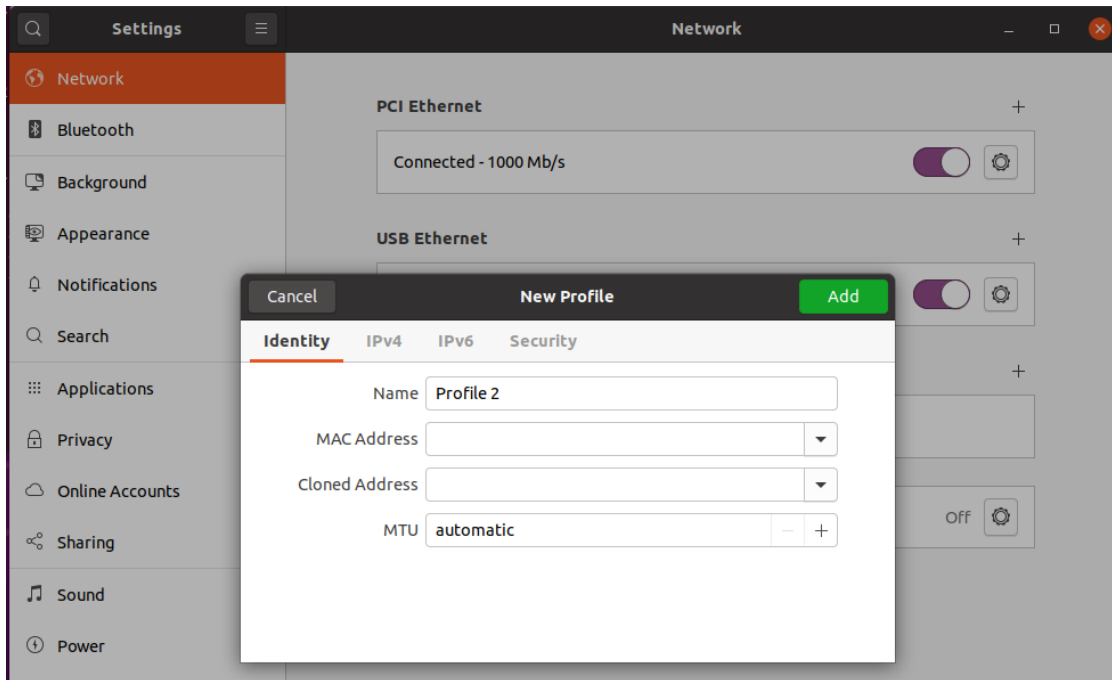 Settings
Network
Network
Bluetooth
Background
Appearance
Notifications
Search
Applications
Privacy
Online Accounts
Sharing
Sound
Power
PCI Ethernet
Connected - 1000 Mb/s
USB Ethernet
Off
Cancel
New Profile
Add
Identity IPv4 IPv6 Security
Name Profile 2
MAC Address
Cloned Address
MTU automatic